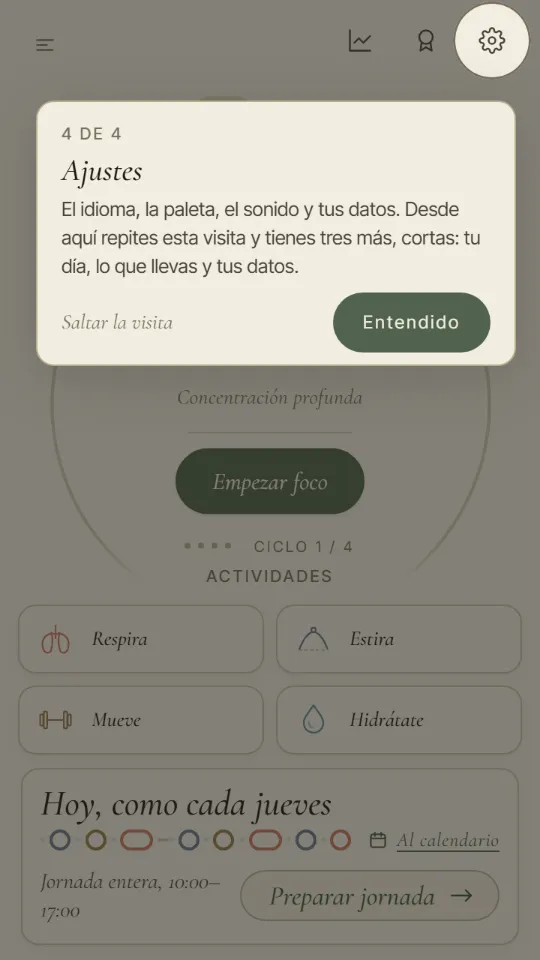 4 DE 4
Ajustes
El idioma, la paleta, el sonido y tus datos. Desde
aquí repites esta visita y tienes tres más, cortas: tu
día, lo que llevas y tus datos.
Saltar la visita
Entendido
Concentración profunda
Empezar foco
CICLO 1 / 4
ACTIVIDADES
Respira
Estira
Mueve
Hidrátate
Hoy, como cada jueves
Al calendario
Jornada entera, 10:00–
17:00
Preparar jornada →